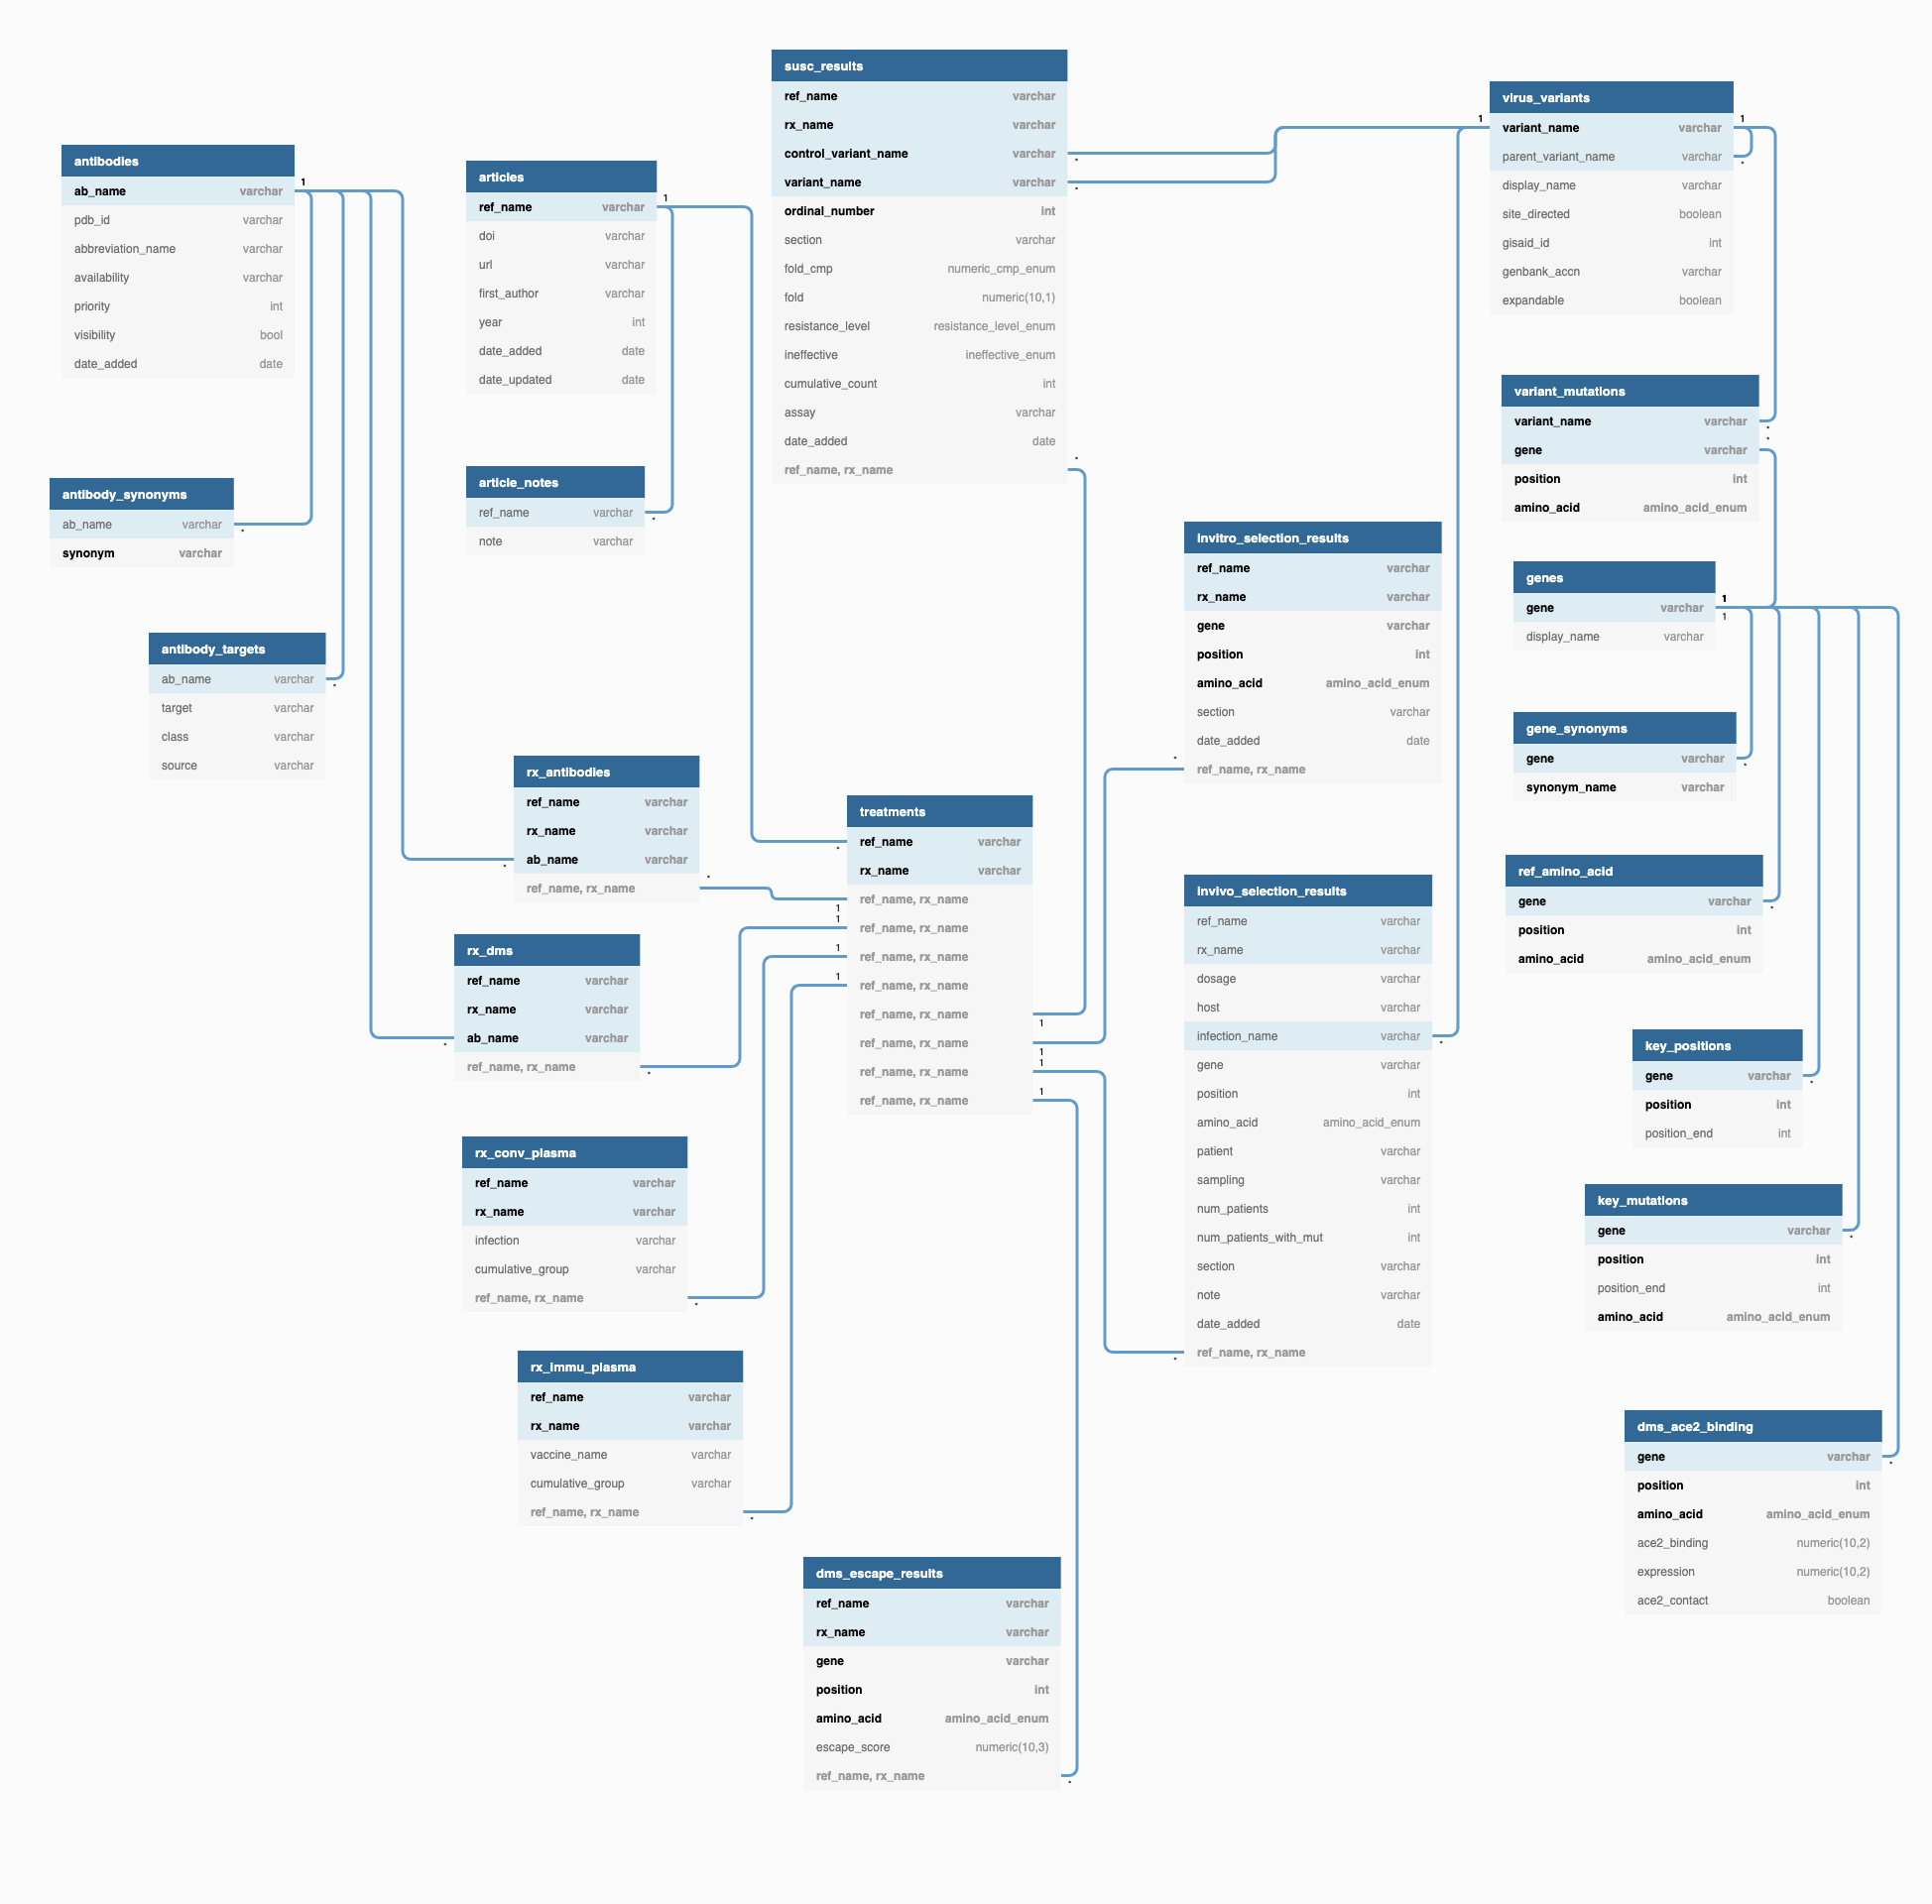 susc_results
ref_name varchar
rx_name varchar
control_variant_name varchar
variant_name varchar
ordinal_number int
section varchar
fold_cmp numeric_cmp_enum
fold numeric(10,1)
resistance_level resistance_level_enum
ineffective ineffective_enum
cumulative_count int
assay varchar
date_added date
ref_name, rx_name
*
*
*
virus_variants
1 variant_name varchar 1
parent_variant_name varchar *
display_name varchar
site_directed boolean
gisaid_id int
genbank_accn varchar
expandable boolean
antibodies
ab_name varchar 1
pdb_id varchar
abbreviation_name varchar
availability varchar
priority int
visibility bool
date_added date
articles
ref_name varchar 1
doi varchar
url varchar
first_author varchar
year int
date_added date
date_updated date
variant_mutations
variant_name varchar *
gene varchar *
position int
amino_acid amino_acid_enum
article_notes
ref_name varchar *
note varchar
antibody_synonyms
ab_name varchar *
synonym varchar
invitro_selection_results
ref_name varchar
rx_name varchar
gene varchar
position int
amino_acid amino_acid_enum
section varchar
date_added date
* ref_name, rx_name
genes
gene varchar 1
1
display_name varchar
antibody_targets
ab_name varchar *
target varchar
class varchar
source varchar
gene_synonyms
gene varchar *
synonym_name varchar
rx_antibodies
ref_name varchar
rx_name varchar
* ab_name varchar
ref_name, rx_name *
treatments
* ref_name varchar
rx_name varchar
ref_name, rx_name
1
1 ref_name, rx_name
1 ref_name, rx_name
1 ref_name, rx_name
ref_name, rx_name 1
ref_name, rx_name 1
ref_name, rx_name 1
ref_name, rx_name 1
ref_amino_acid
gene varchar *
position int
amino_acid amino_acid_enum
invivo_selection_results
ref_name varchar
rx_name varchar
dosage varchar
host varchar
infection_name varchar *
gene varchar
position int
amino_acid amino_acid_enum
patient varchar
sampling varchar
num_patients int
num_patients_with_mut int
section varchar
note varchar
date_added date
* ref_name, rx_name
rx_dms
ref_name varchar
rx_name varchar
* ab_name varchar
ref_name, rx_name *
key_positions
gene varchar *
position int
position_end int
rx_conv_plasma
ref_name varchar
rx_name varchar
infection varchar
cumulative_group varchar
ref_name, rx_name *
key_mutations
gene varchar *
position int
position_end int
amino_acid amino_acid_enum
rx_immu_plasma
ref_name varchar
rx_name varchar
vaccine_name varchar
cumulative_group varchar
ref_name, rx_name *
dms_ace2_binding
gene varchar *
position int
amino_acid amino_acid_enum
ace2_binding numeric(10,2)
expression numeric(10,2)
ace2_contact boolean
dms_escape_results
ref_name varchar
rx_name varchar
gene varchar
position int
amino_acid amino_acid_enum
escape_score numeric(10,3)
ref_name, rx_name *